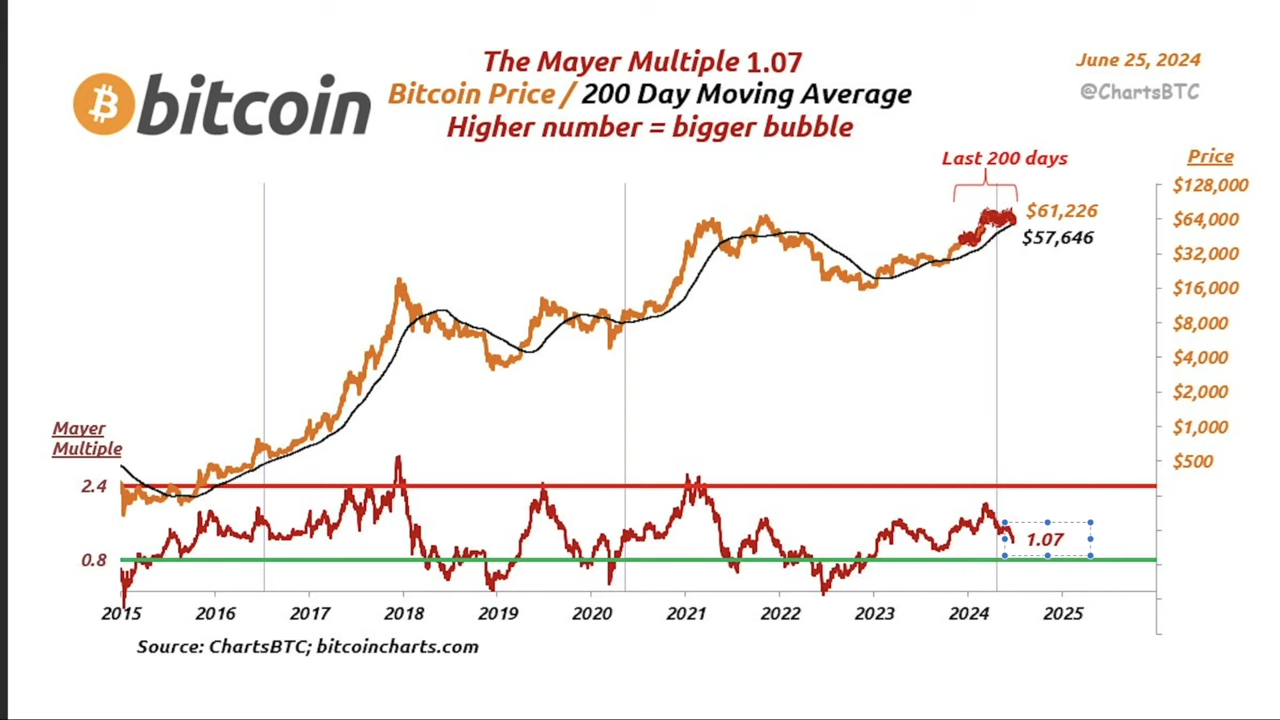 The Mayer Multiple 1.07
June 25, 2024
₿ bitcoin
Bitcoin Price / 200 Day Moving Average
@ChartsBTC
Higher number = bigger bubble
Last 200 days
Price
$128,000
$61,226
$64,000
$57,646
$32,000
$16,000
$8,000
$4,000
$2,000
$1,000
$500
Mayer
Multiple
2.4
1.07
0.8
2015 2016 2017 2018 2019 2020 2021 2022 2023 2024 2025
Source: ChartsBTC; bitcoincharts.com